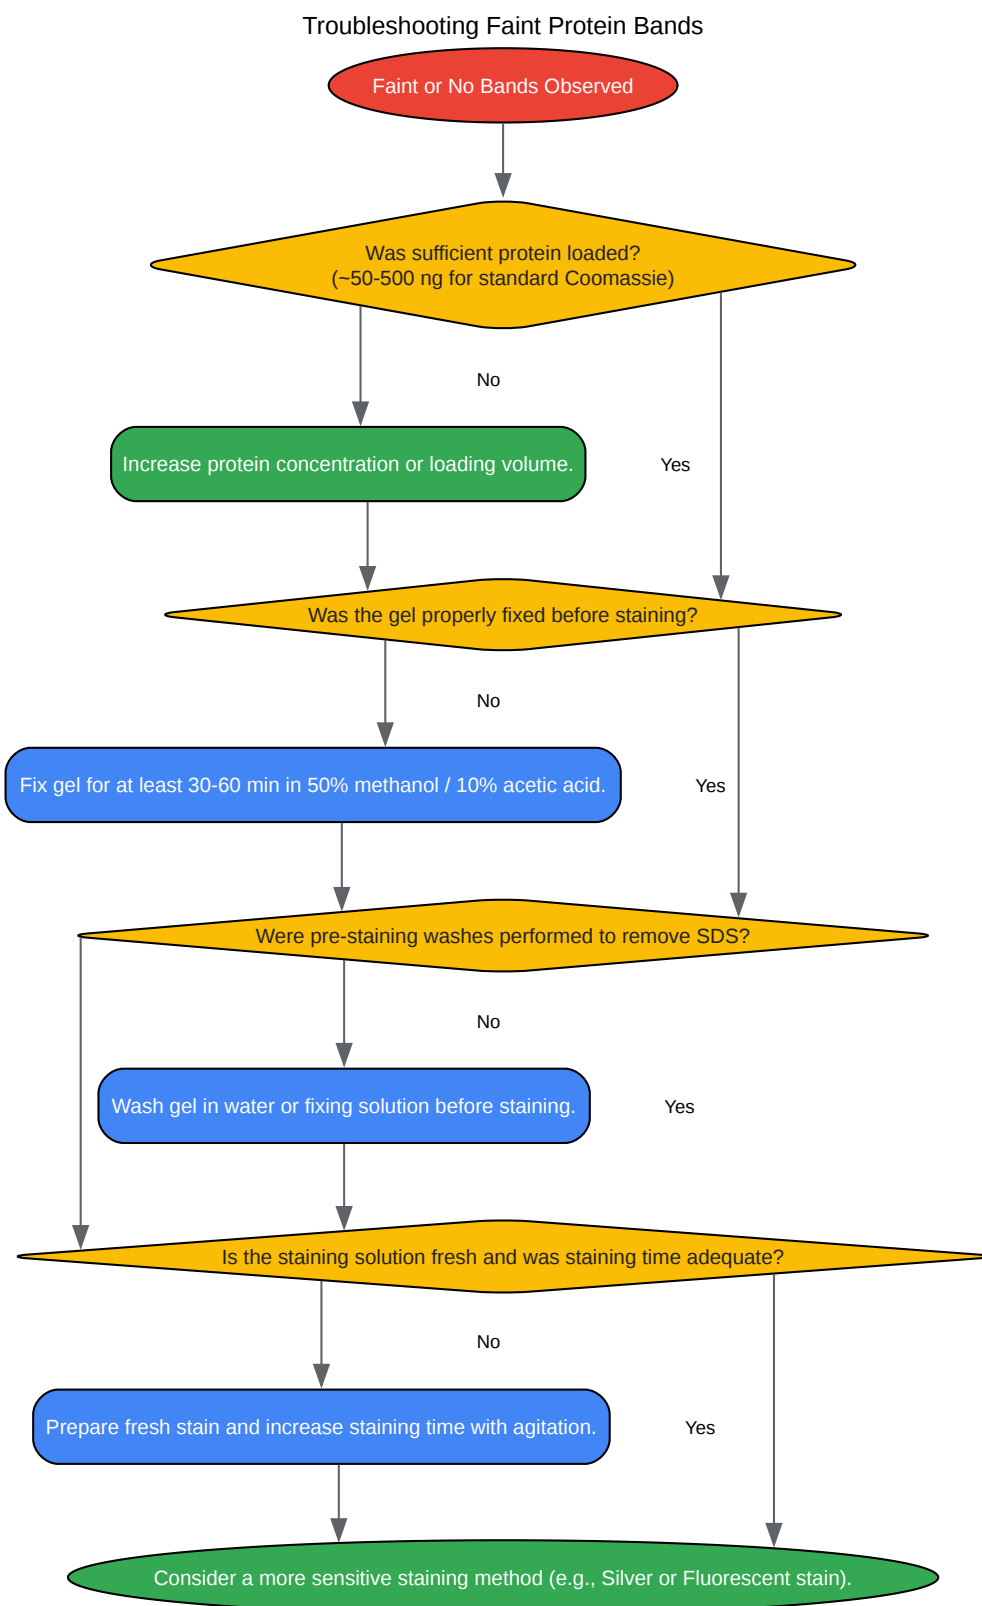 Troubleshooting Faint Protein Bands
Faint or No Bands Observed
Was sufficient protein loaded?
(~50-500 ng for standard Coomassie)
No
Increase protein concentration or loading volume.
Yes
Was the gel properly fixed before staining?
No
Fix gel for at least 30-60 min in 50% methanol / 10% acetic acid.
Yes
Were pre-staining washes performed to remove SDS?
No
Wash gel in water or fixing solution before staining.
Yes
Is the staining solution fresh and was staining time adequate?
No
Prepare fresh stain and increase staining time with agitation.
Yes
Consider a more sensitive staining method (e.g., Silver or Fluorescent stain).